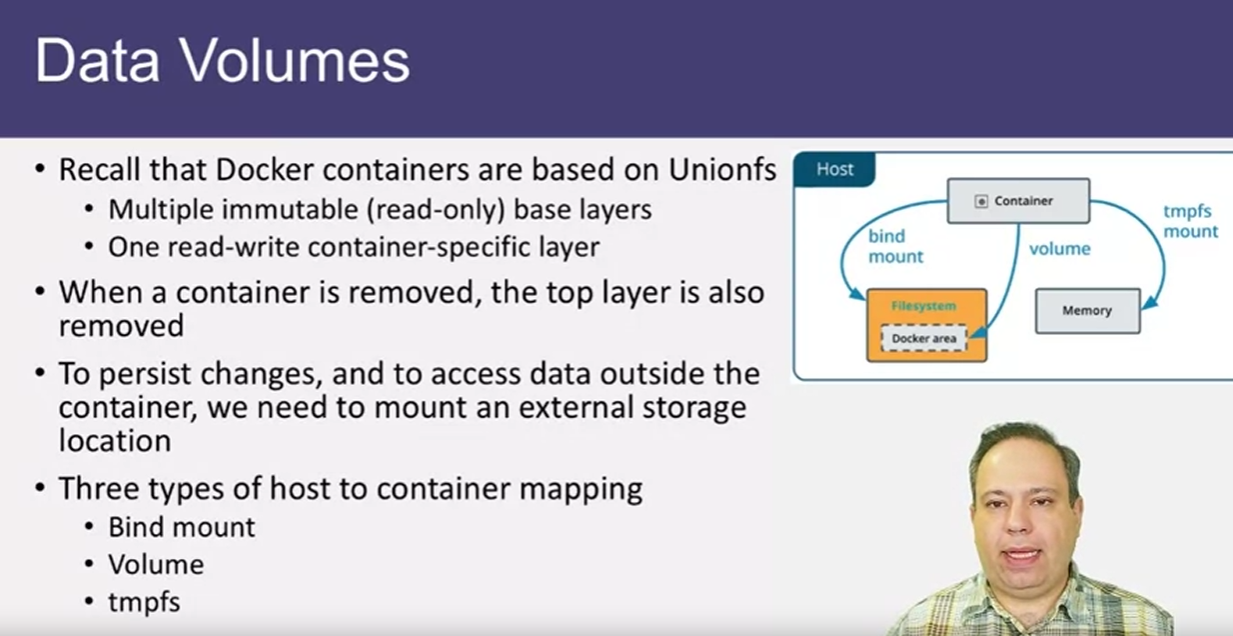 Data Volumes
• Recall that Docker containers are based on Unionfs
• Multiple immutable (read-only) base layers
• One read-write container-specific layer
• When a container is removed, the top layer is also
removed
• To persist changes, and to access data outside the
container, we need to mount an external storage
location
• Three types of host to container mapping
• Bind mount
• Volume
• tmpfs
Host
Container
bind
mount
volume
tmpfs
mount
Filesystem
Docker area
Memory